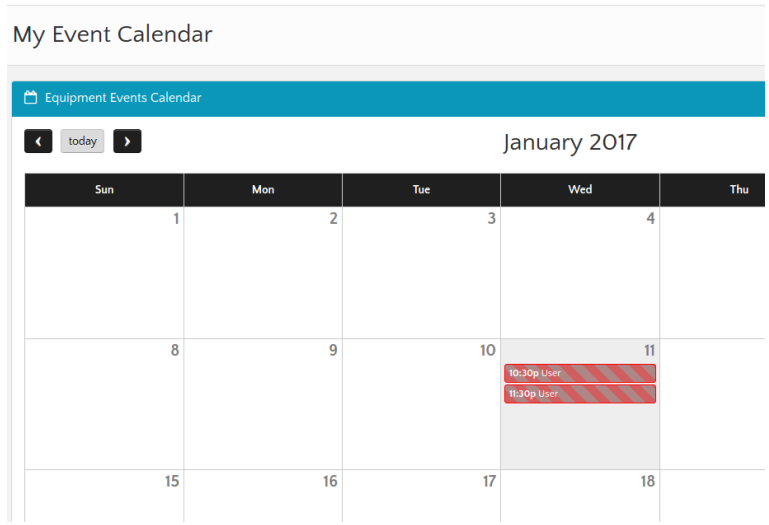 My Event Calendar
Equipment Events Calendar
today
January 2017
Sun Mon Tue Wed Thu
1 2 3 4
8 9 10 11
10:30p User
11:30p User
15 16 17 18